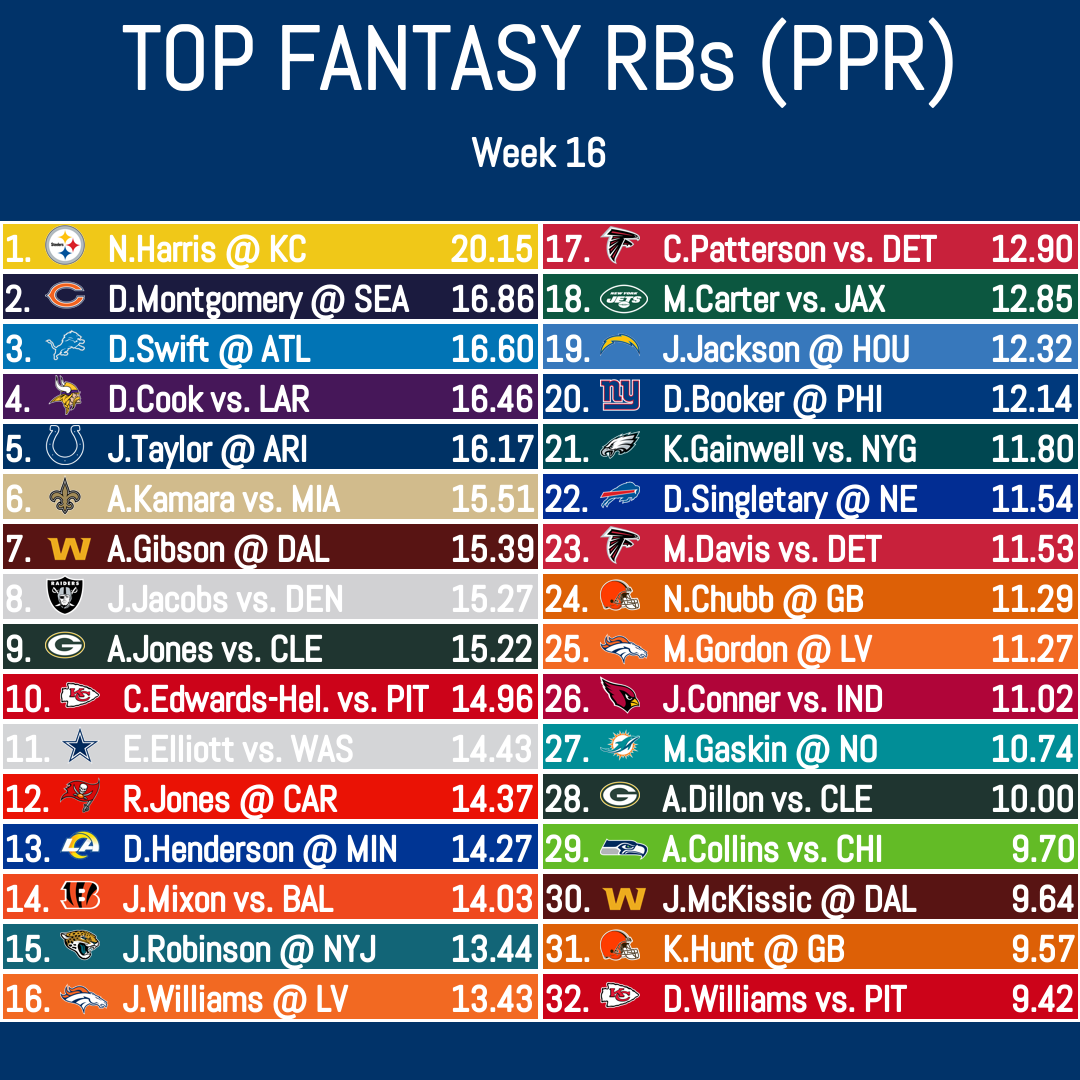 TOP FANTASY RBs (PPR)
Week 16
1. Steelers N.Harris @ KC 20.15
2. D.Montgomery @ SEA 16.86
3. D.Swift @ ATL 16.60
4. D.Cook vs. LAR 16.46
5. J.Taylor @ ARI 16.17
6. A.Kamara vs. MIA 15.51
7. W A.Gibson @ DAL 15.39
8. RAIDERS J.Jacobs vs. DEN 15.27
9. G A.Jones vs. CLE 15.22
10. KC C.Edwards-Hel. vs. PIT 14.96
11. E.Elliott vs. WAS 14.43
12. R.Jones @ CAR 14.37
13. LA D.Henderson @ MIN 14.27
14. B J.Mixon vs. BAL 14.03
15. J.Robinson @ NYJ 13.44
16. J.Williams @ LV 13.43
17. C.Patterson vs. DET 12.90
18. NEW YORK JETS M.Carter vs. JAX 12.85
19. J.Jackson @ HOU 12.32
20. ny D.Booker @ PHI 12.14
21. K.Gainwell vs. NYG 11.80
22. D.Singletary @ NE 11.54
23. M.Davis vs. DET 11.53
24. N.Chubb @ GB 11.29
25. M.Gordon @ LV 11.27
26. J.Conner vs. IND 11.02
27. M.Gaskin @ NO 10.74
28. G A.Dillon vs. CLE 10.00
29. A.Collins vs. CHI 9.70
30. W J.McKissic @ DAL 9.64
31. K.Hunt @ GB 9.57
32. KC D.Williams vs. PIT 9.42